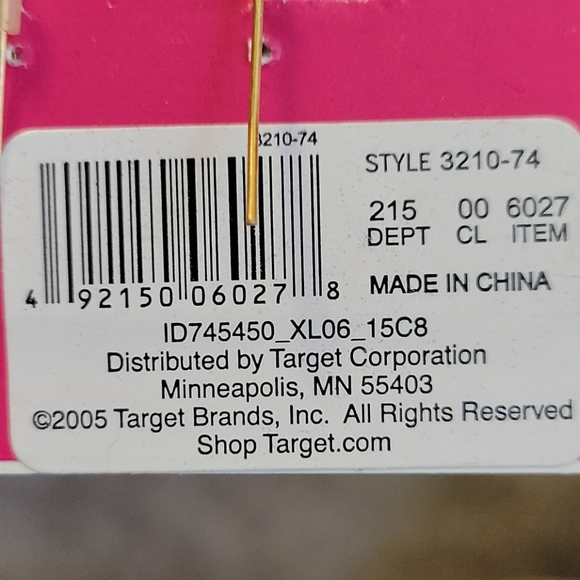 3210-74
STYLE 3210-74
215 00 6027
DEPT CL ITEM
MADE IN CHINA
4 92150 06027 8
ID745450_XL06_15C8
Distributed by Target Corporation
Minneapolis, MN 55403
©2005 Target Brands, Inc. All Rights Reserved
Shop Target.com